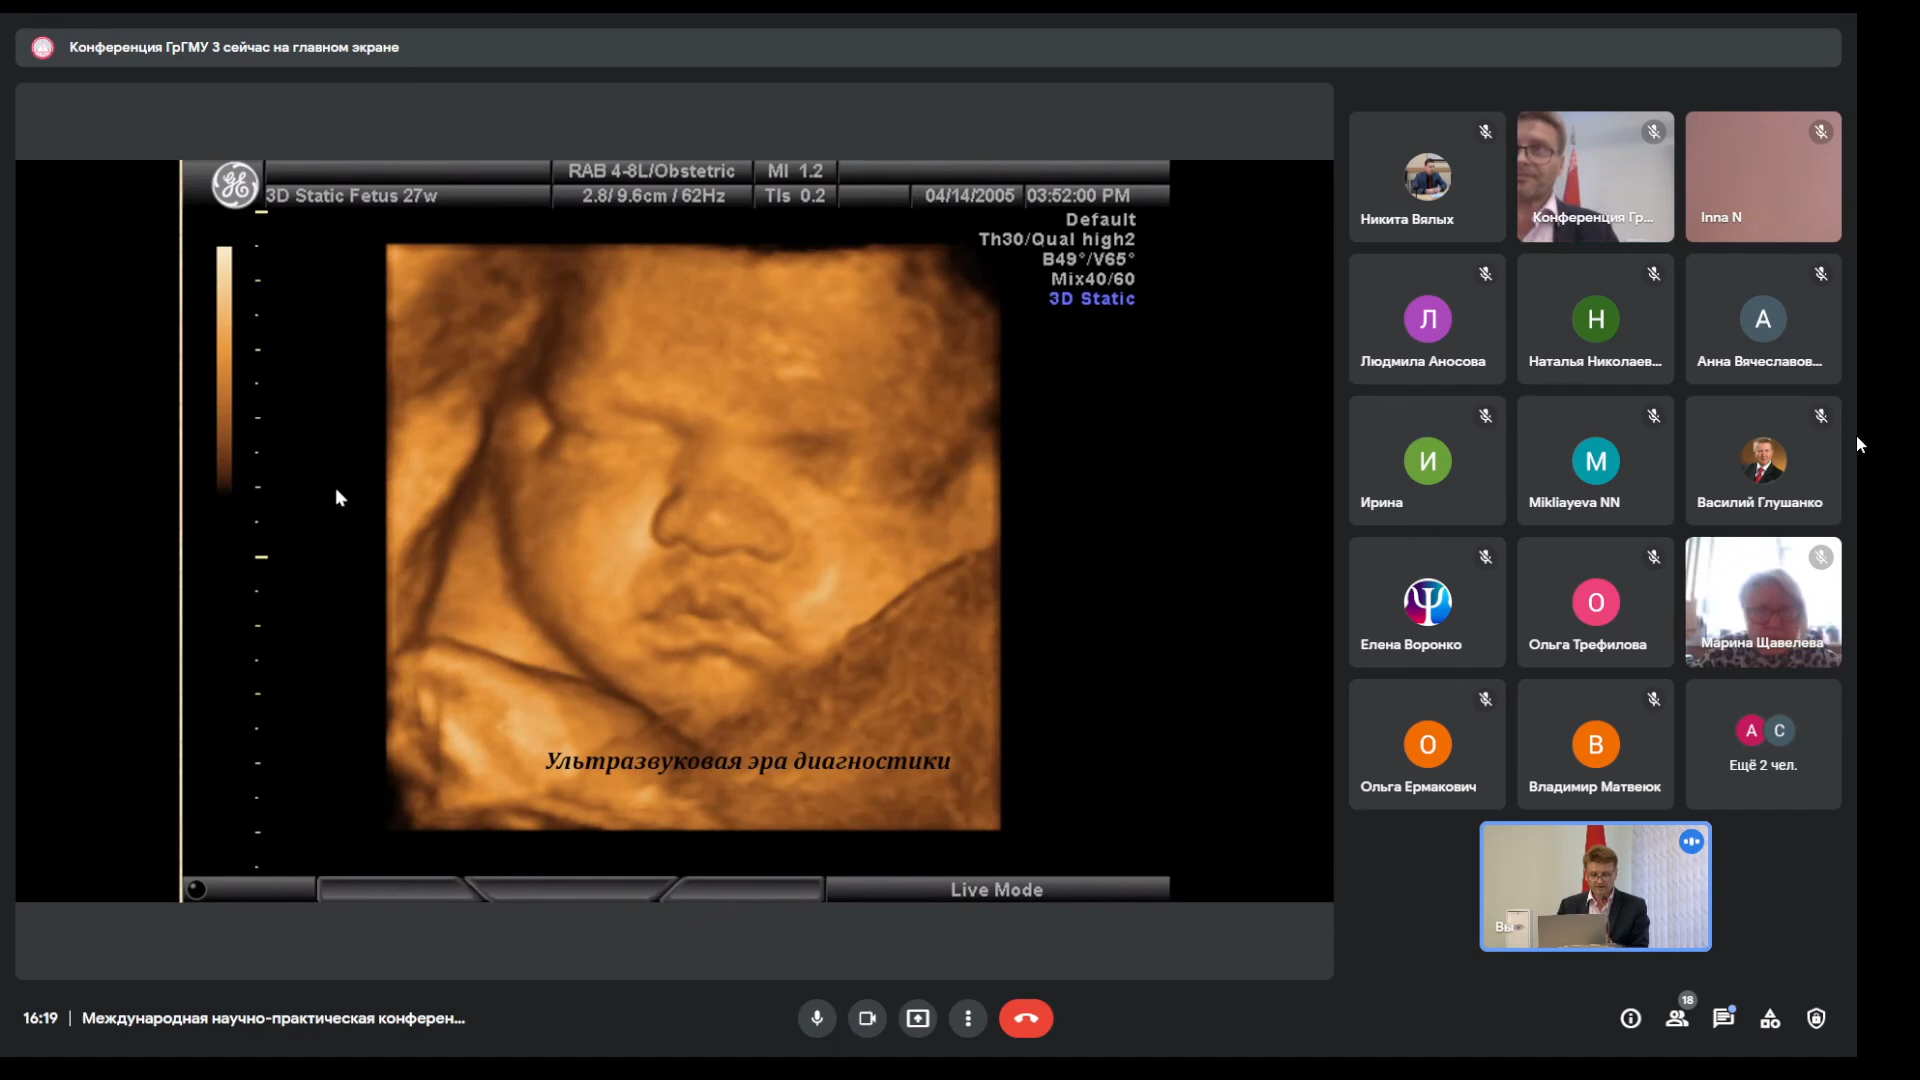 Конференция ГрГМУ 3 сейчас на главном экране
RAB 4-8L/Obstetric
MI 1.2
3D Static Fetus 27w
2.8/ 9.6cm / 62Hz
TIs 0.2
04/14/2005
03:52:00 PM
Default
Th30/Qual high2
B49°/V65°
Mix40/60
3D Static
Ультразвуковая эра диагностики
Live Mode
Никита Вялых
Конференция Гр...
Inna N
Л
Людмила Аносова
Н
Наталья Николаев...
А
Анна Вячеславов...
И
Ирина
M
Mikliayeva NN
Василий Глушанко
Ψ
Елена Воронко
О
Ольга Трефилова
Марина Щавелева
О
Ольга Ермакович
В
Владимир Матвеюк
А
С
Ещё 2 чел.
Вы
16:19 | Международная научно-практическая конферен...
18